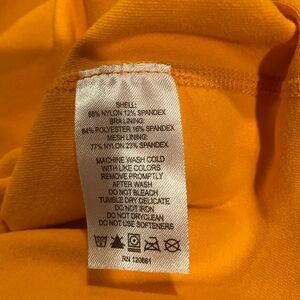 SHELL:
88% NYLON 12% SPANDEX
BRA LINING:
84% POLYESTER 16% SPANDEX
MESH LINING:
77% NYLON 23% SPANDEX
MACHINE WASH COLD
WITH LIKE COLORS
REMOVE PROMPTLY
AFTER WASH
DO NOT BLEACH
TUMBLE DRY DELICATE
DO NOT IRON
DO NOT DRYCLEAN
DO NOT USE SOFTENERS
RN 120861